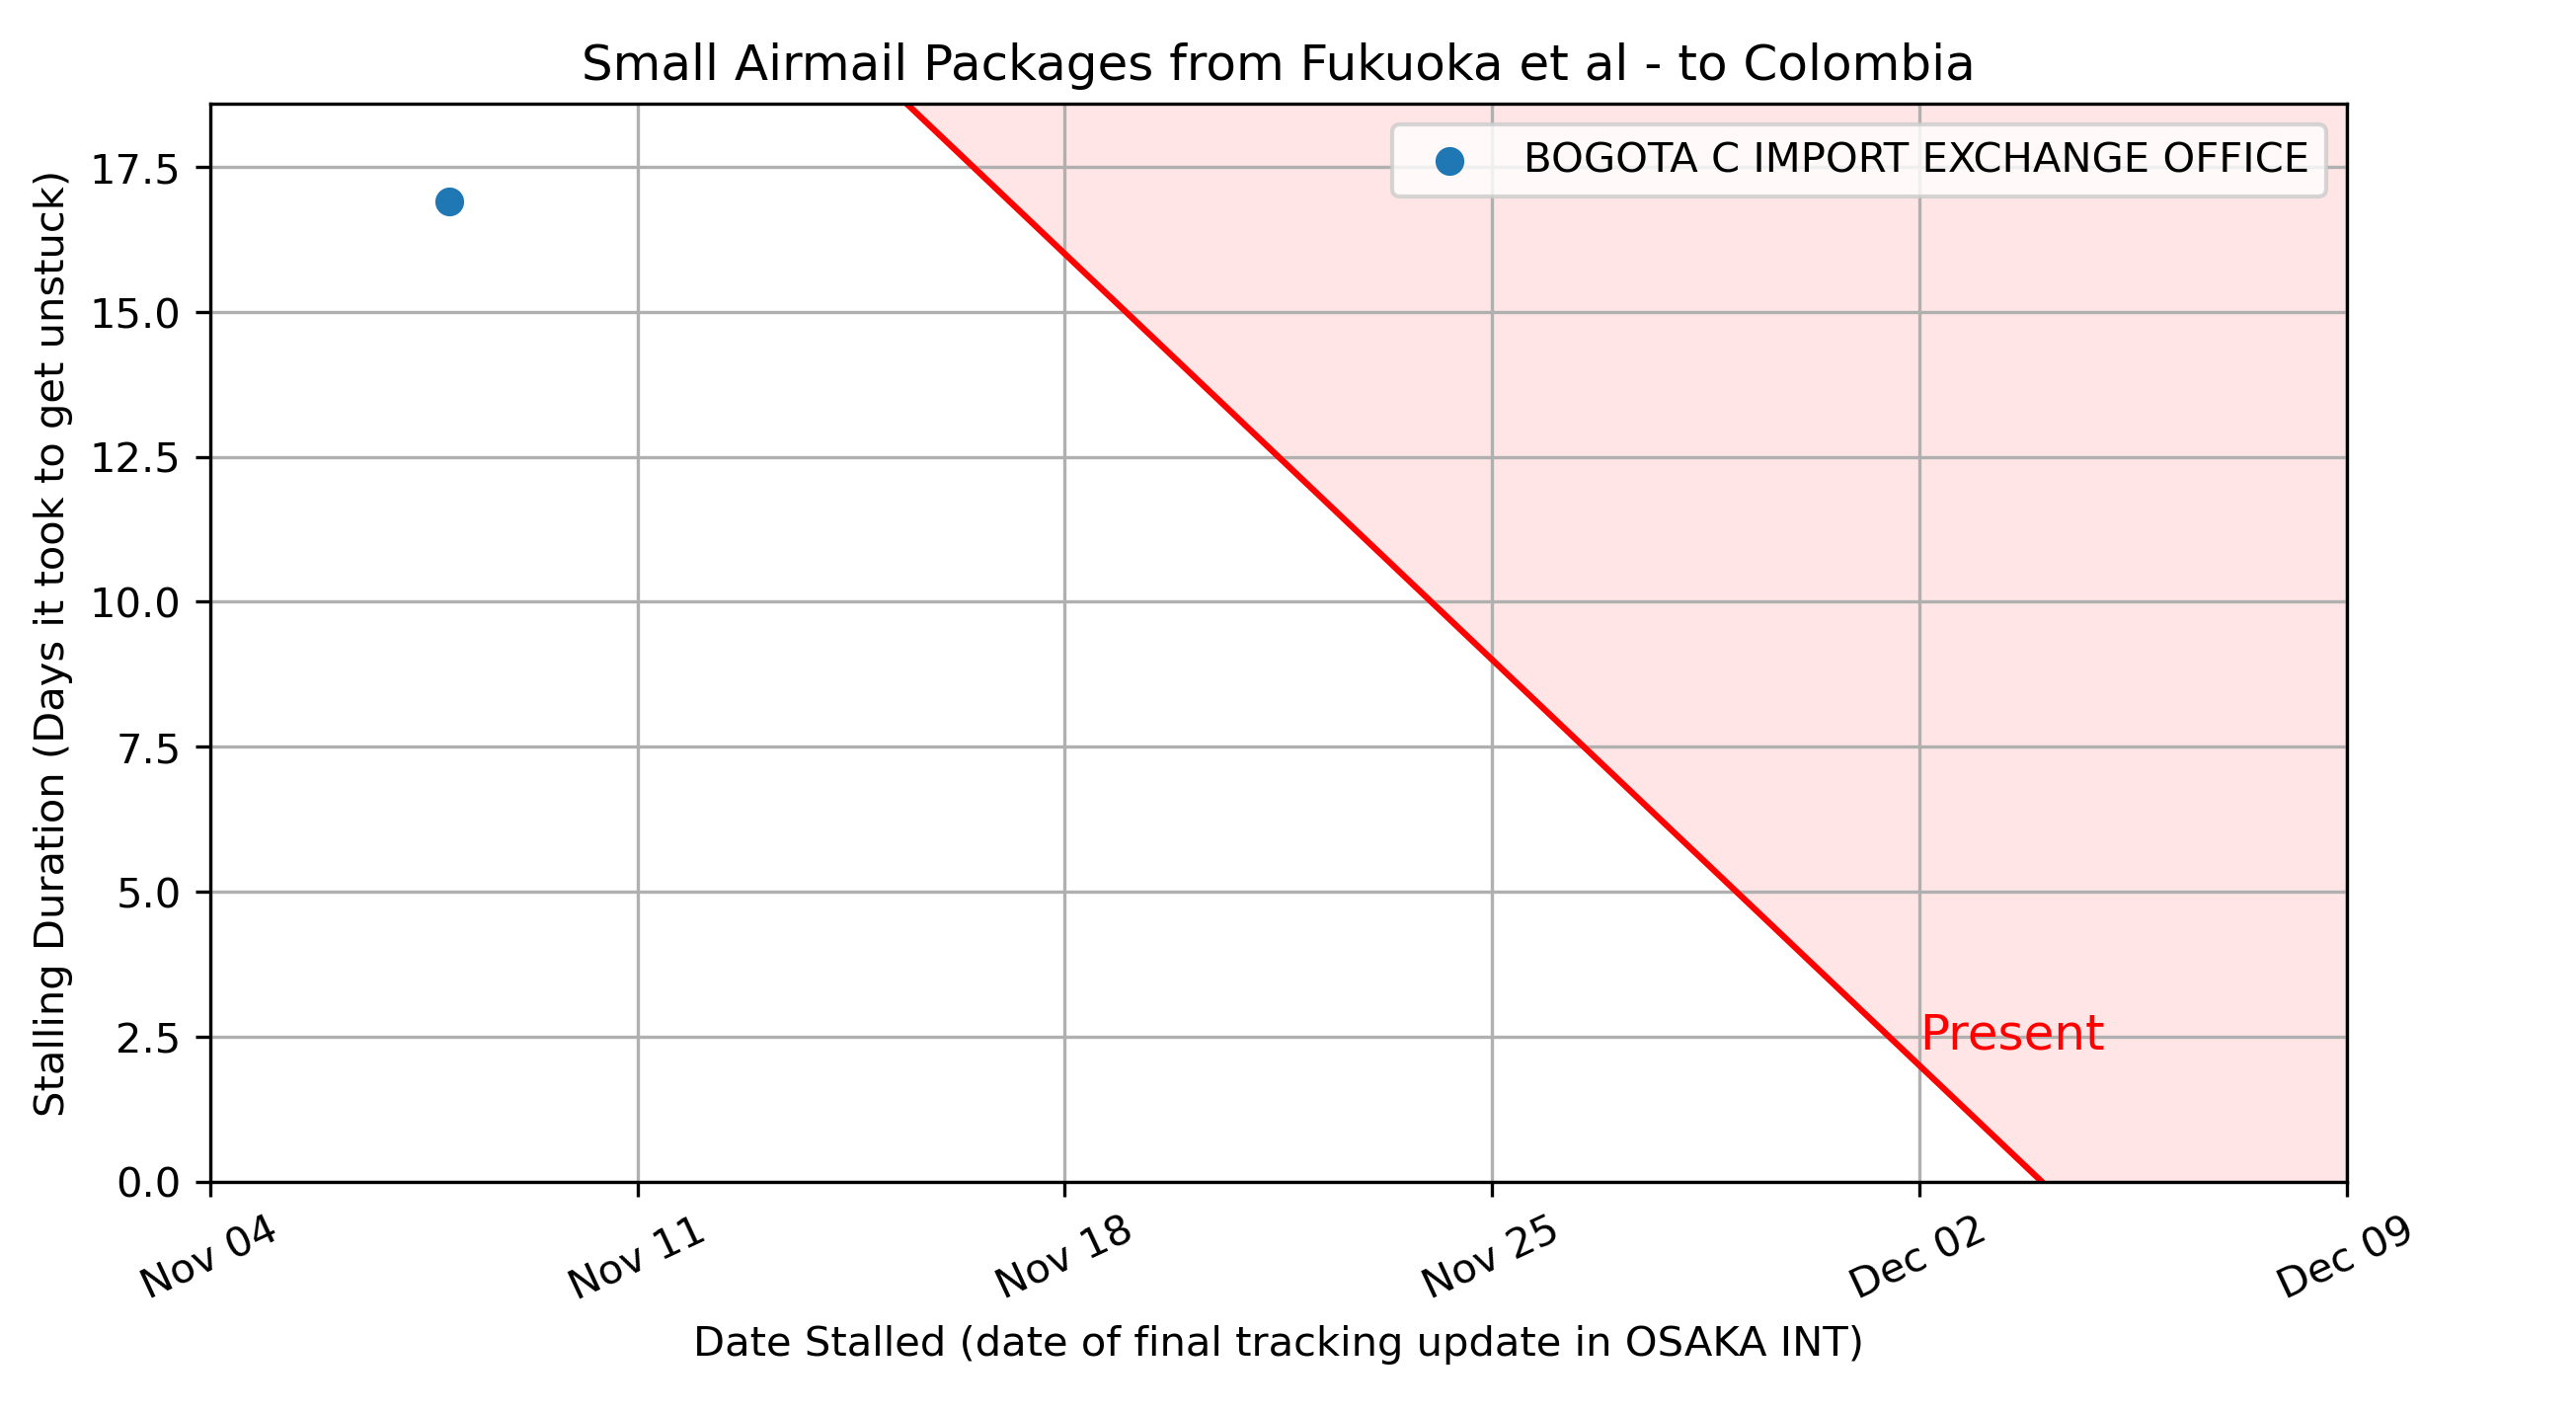 Small Airmail Packages from Fukuoka et al - to Colombia
BOGOTA C IMPORT EXCHANGE OFFICE
Stalling Duration (Days it took to get unstuck)
17.5
15.0
12.5
10.0
7.5
5.0
2.5
0.0
Present
Nov 04
Nov 11
Nov 18
Nov 25
Dec 02
Dec 09
Date Stalled (date of final tracking update in OSAKA INT)